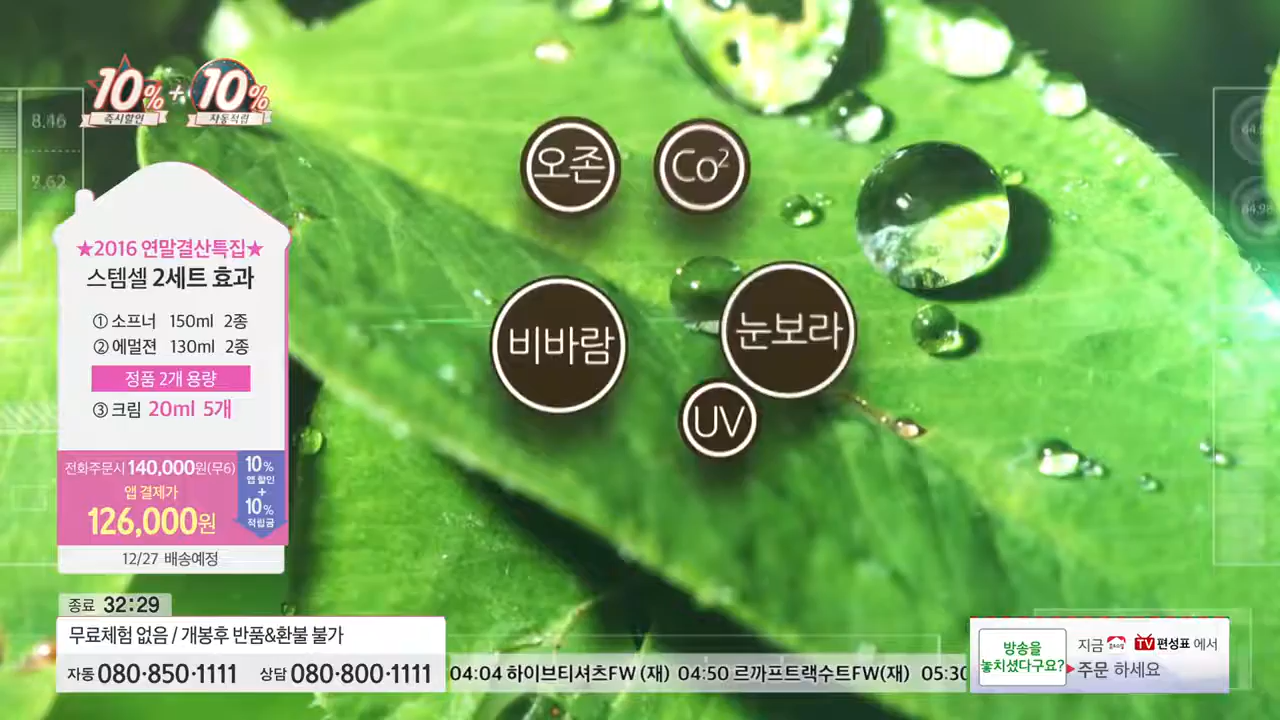 10% + 10%
즉시할인 자동적립
8.46
7.62
★2016 연말결산특집★
스템셀 2세트 효과
① 소프너 150ml 2종
② 에멀젼 130ml 2종
정품 2개 용량
③ 크림 20ml 5개
전화주문시 140,000원(무6)
앱 결제가
126,000원
10%
앱 할인
+
10%
적립금
12/27 배송예정
오존
Co²
비바람
눈보라
UV
종료 32:29
무료체험 없음 / 개봉후 반품&환불 불가
자동 080·850·1111 상담 080·800·1111
04:04 하이브티셔츠FW (재) 04:50 르까프트랙수트FW(재) 05:30
방송을
놓치셨다구요?
지금 TV 편성표 에서
주문 하세요